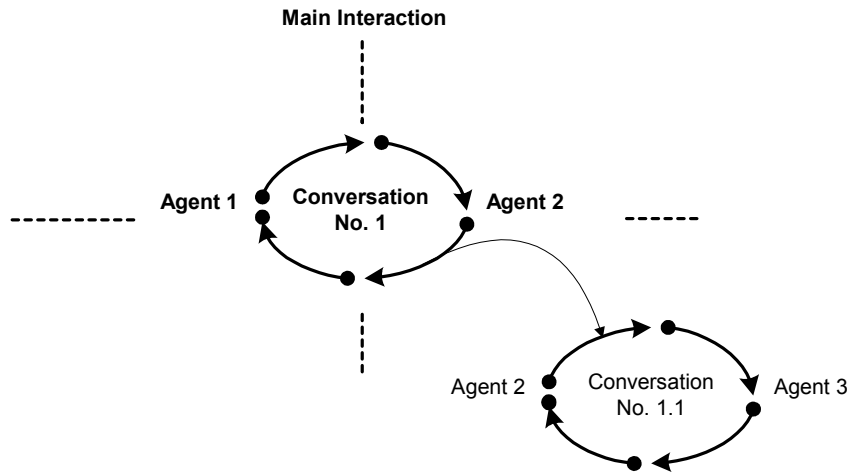 Main Interaction
Agent 1
Conversation
No. 1
Agent 2
Agent 2
Conversation
No. 1.1
Agent 3